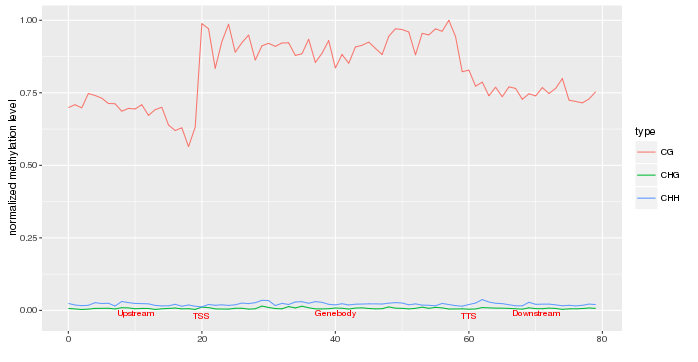 1.00
0.75
0.50
0.25
0.00
normalized methylation level
0
20
40
60
80
Upstream
TSS
Genebody
TTS
Downstream
type
CG
CHG
CHH